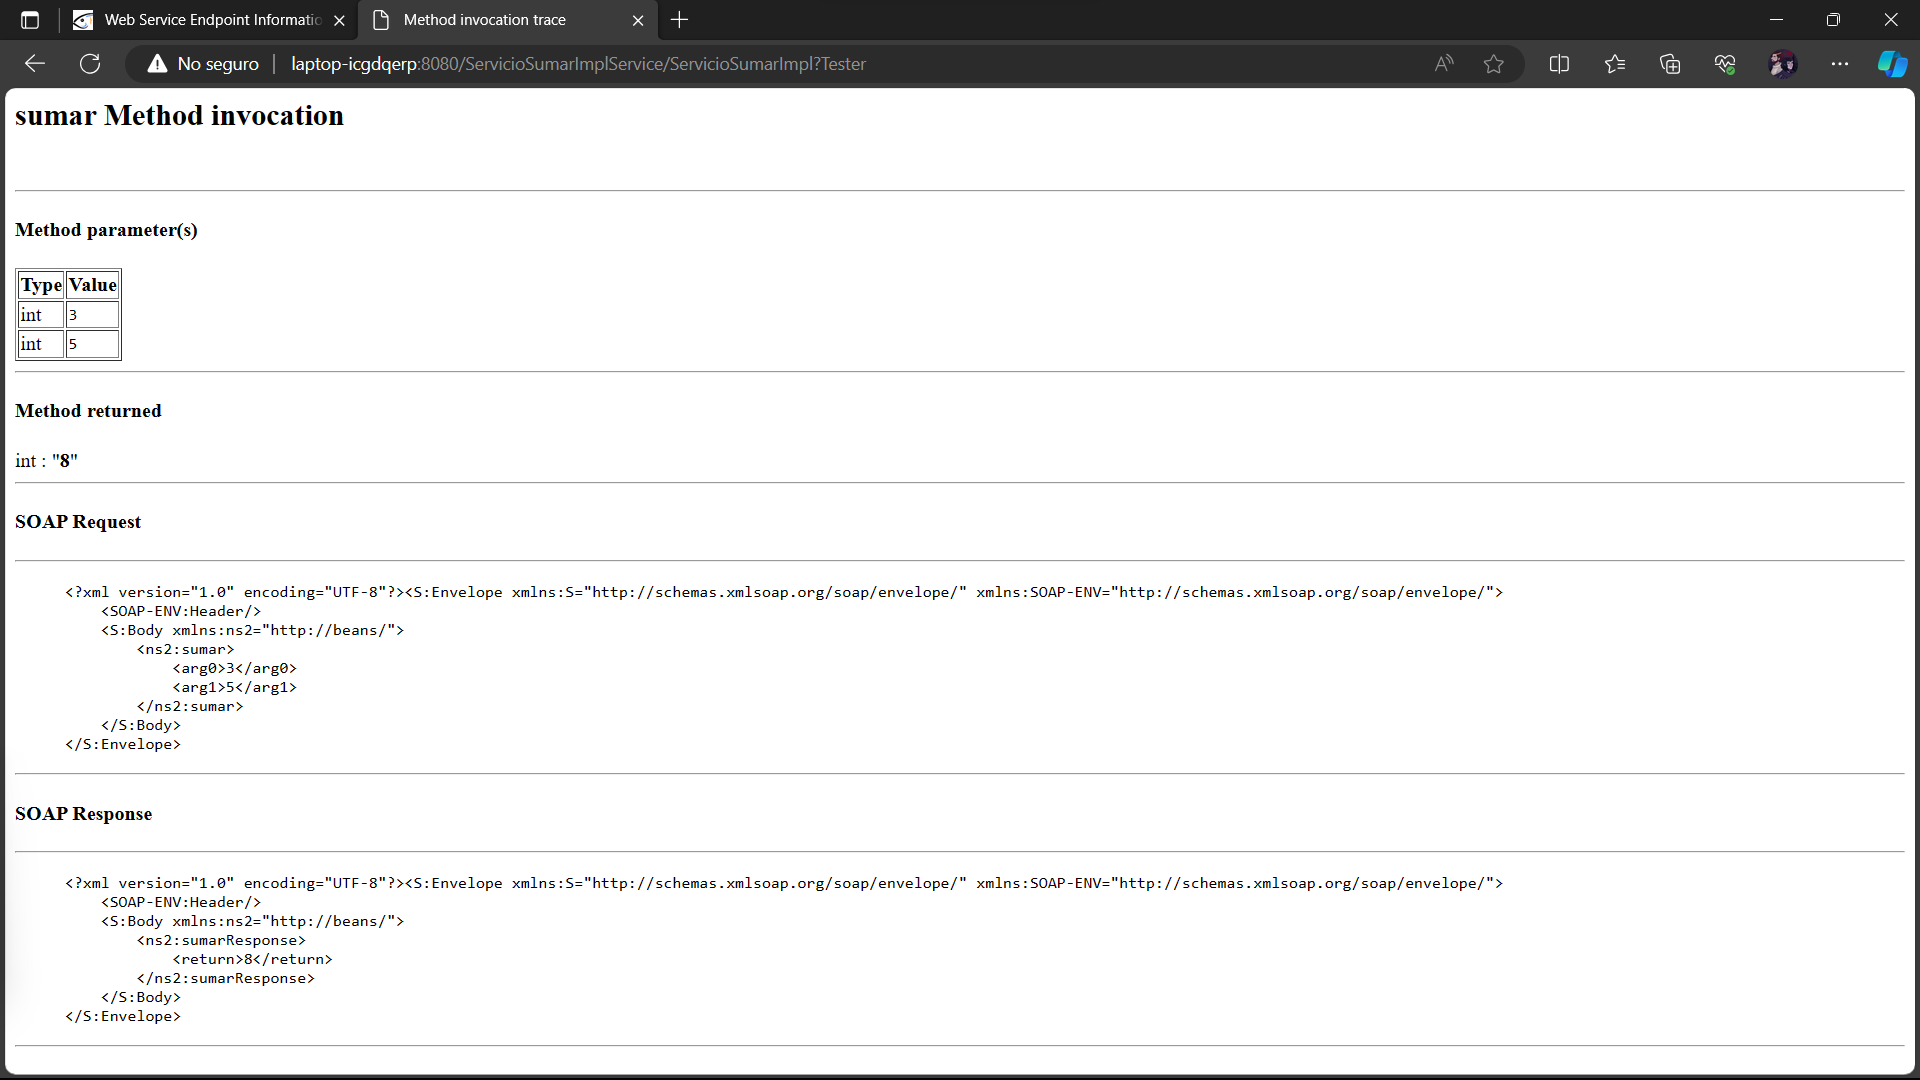 Web Service Endpoint Informatio
Method invocation trace
No seguro
laptop-icgdqerp:8080/ServicioSumarImplService/ServicioSumarImpl?Tester
sumar Method invocation
Method parameter(s)
Type Value
int 3
int 5
Method returned
int : "8"
SOAP Request
<?xml version="1.0" encoding="UTF-8"?><S:Envelope xmlns:S="http://schemas.xmlsoap.org/soap/envelope/" xmlns:SOAP-ENV="http://schemas.xmlsoap.org/soap/envelope/">
<SOAP-ENV:Header/>
<S:Body xmlns:ns2="http://beans/">
<ns2:sumar>
<arg0>3</arg0>
<arg1>5</arg1>
</ns2:sumar>
</S:Body>
</S:Envelope>
SOAP Response
<?xml version="1.0" encoding="UTF-8"?><S:Envelope xmlns:S="http://schemas.xmlsoap.org/soap/envelope/" xmlns:SOAP-ENV="http://schemas.xmlsoap.org/soap/envelope/">
<SOAP-ENV:Header/>
<S:Body xmlns:ns2="http://beans/">
<ns2:sumarResponse>
<return>8</return>
</ns2:sumarResponse>
</S:Body>
</S:Envelope>